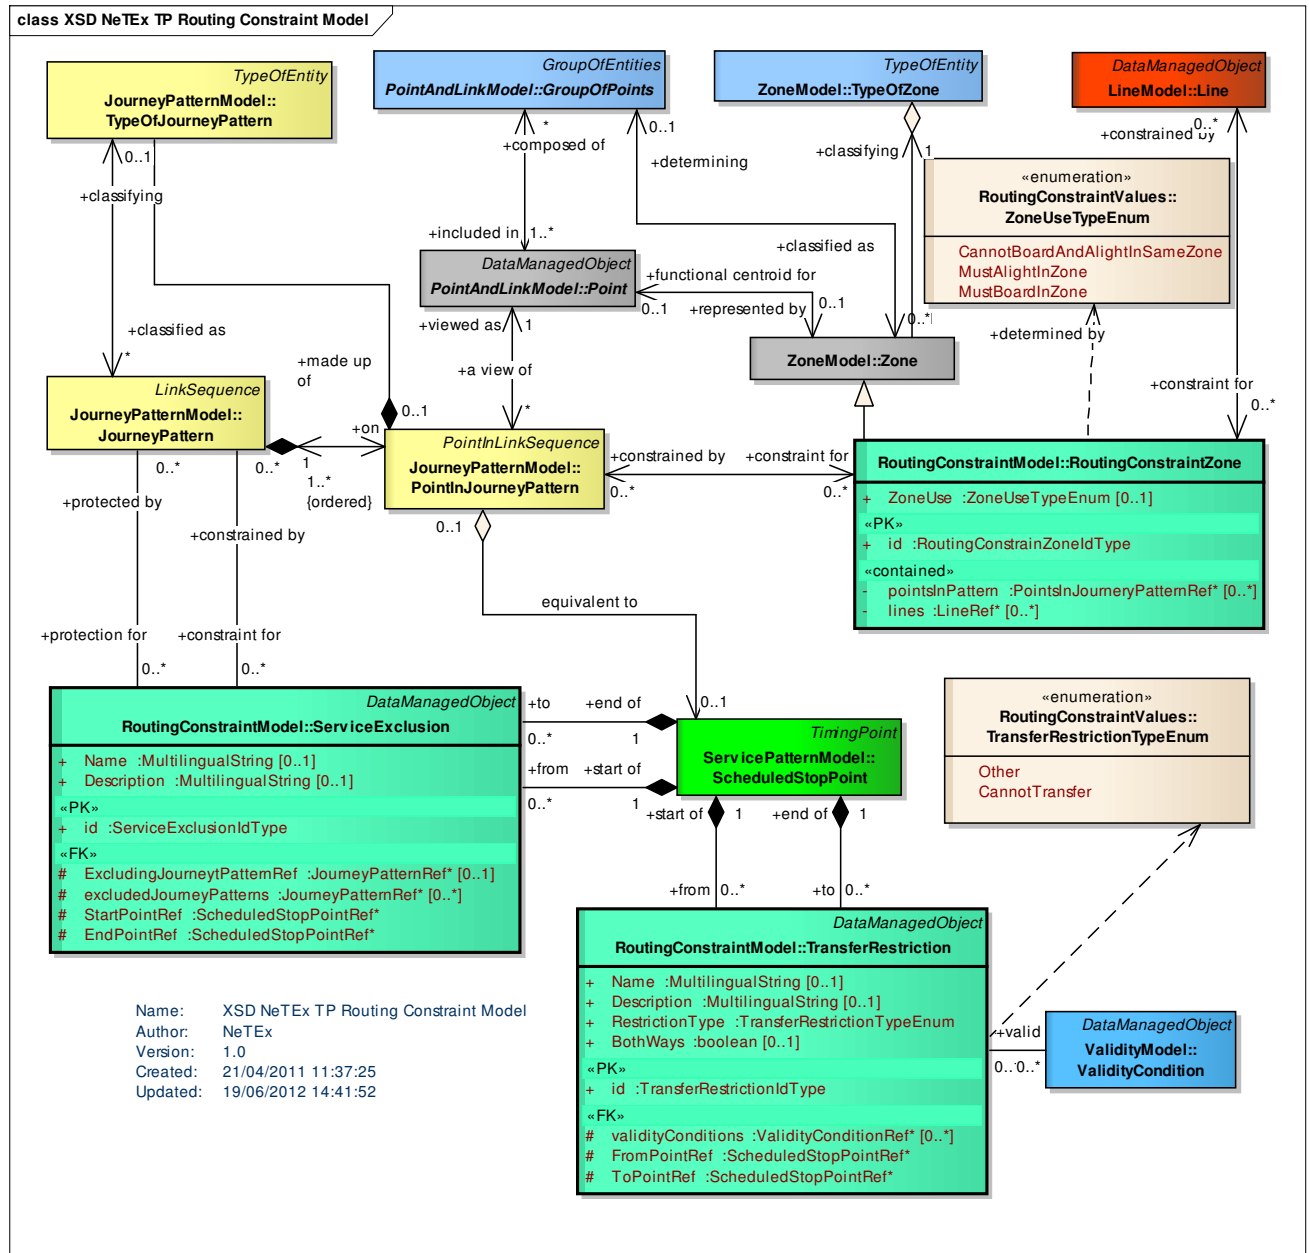 class XSD NeTEx TP Routing Constraint Model
TypeOfEntity
JourneyPatternModel::
TypeOfJourneyPattern
GroupOfEntities
PointAndLinkModel::GroupOfPoints
TypeOfEntity
ZoneModel::TypeOfZone
DataManagedObject
LineModel::Line
0..*
+constrained by
0..1
+classifying
*
+composed of
0..1
+determining
+classifying
1
«enumeration»
RoutingConstraintValues::
ZoneUseTypeEnum
CannotBoardAndAlightInSameZone
MustAlightInZone
MustBoardInZone
+included in
1..*
+classified as
0..*
DataManagedObject
PointAndLinkModel::Point
+functional centroid for
0..1
+represented by
0..1
+viewed as
1
+determined by
ZoneModel::Zone
+classified as
*
+made up
of
0..1
+a view of
*
+constraint for
0..*
LinkSequence
JourneyPatternModel::
JourneyPattern
+on
1
1..*
{ordered}
PointInLinkSequence
JourneyPatternModel::
PointInJourneyPattern
+constrained by
0..*
+constraint for
0..*
RoutingConstraintModel::RoutingConstraintZone
+ ZoneUse :ZoneUseTypeEnum [0..1]
«PK»
+ id :RoutingConstrainZoneIdType
«contained»
- pointsInPattern :PointsInJourneryPatternRef* [0..*]
- lines :LineRef* [0..*]
0..*
0..*
+protected by
+constrained by
0..1
equivalent to
0..1
+protection for
+constraint for
0..*
0..*
DataManagedObject
RoutingConstraintModel::ServiceExclusion
+ Name :MultilingualString [0..1]
+ Description :MultilingualString [0..1]
«PK»
+ id :ServiceExclusionIdType
«FK»
# ExcludingJourneytPatternRef :JourneyPatternRef* [0..1]
# excludedJourneyPatterns :JourneyPatternRef* [0..*]
# StartPointRef :ScheduledStopPointRef*
# EndPointRef :ScheduledStopPointRef*
+to
+end of
0..*
1
+from
+start of
0..*
1
TimingPoint
ServicePatternModel::
ScheduledStopPoint
«enumeration»
RoutingConstraintValues::
TransferRestrictionTypeEnum
Other
CannotTransfer
+start of
1
+end of
1
+from
0..*
+to
0..*
DataManagedObject
RoutingConstraintModel::TransferRestriction
+ Name :MultilingualString [0..1]
+ Description :MultilingualString [0..1]
+ RestrictionType :TransferRestrictionTypeEnum
+ BothWays :boolean [0..1]
«PK»
+ id :TransferRestrictionIdType
«FK»
# validityConditions :ValidityConditionRef* [0..*]
# FromPointRef :ScheduledStopPointRef*
# ToPointRef :ScheduledStopPointRef*
+valid
0..*
DataManagedObject
ValidityModel::
ValidityCondition
Name: XSD NeTEx TP Routing Constraint Model
Author: NeTEx
Version: 1.0
Created: 21/04/2011 11:37:25
Updated: 19/06/2012 14:41:52